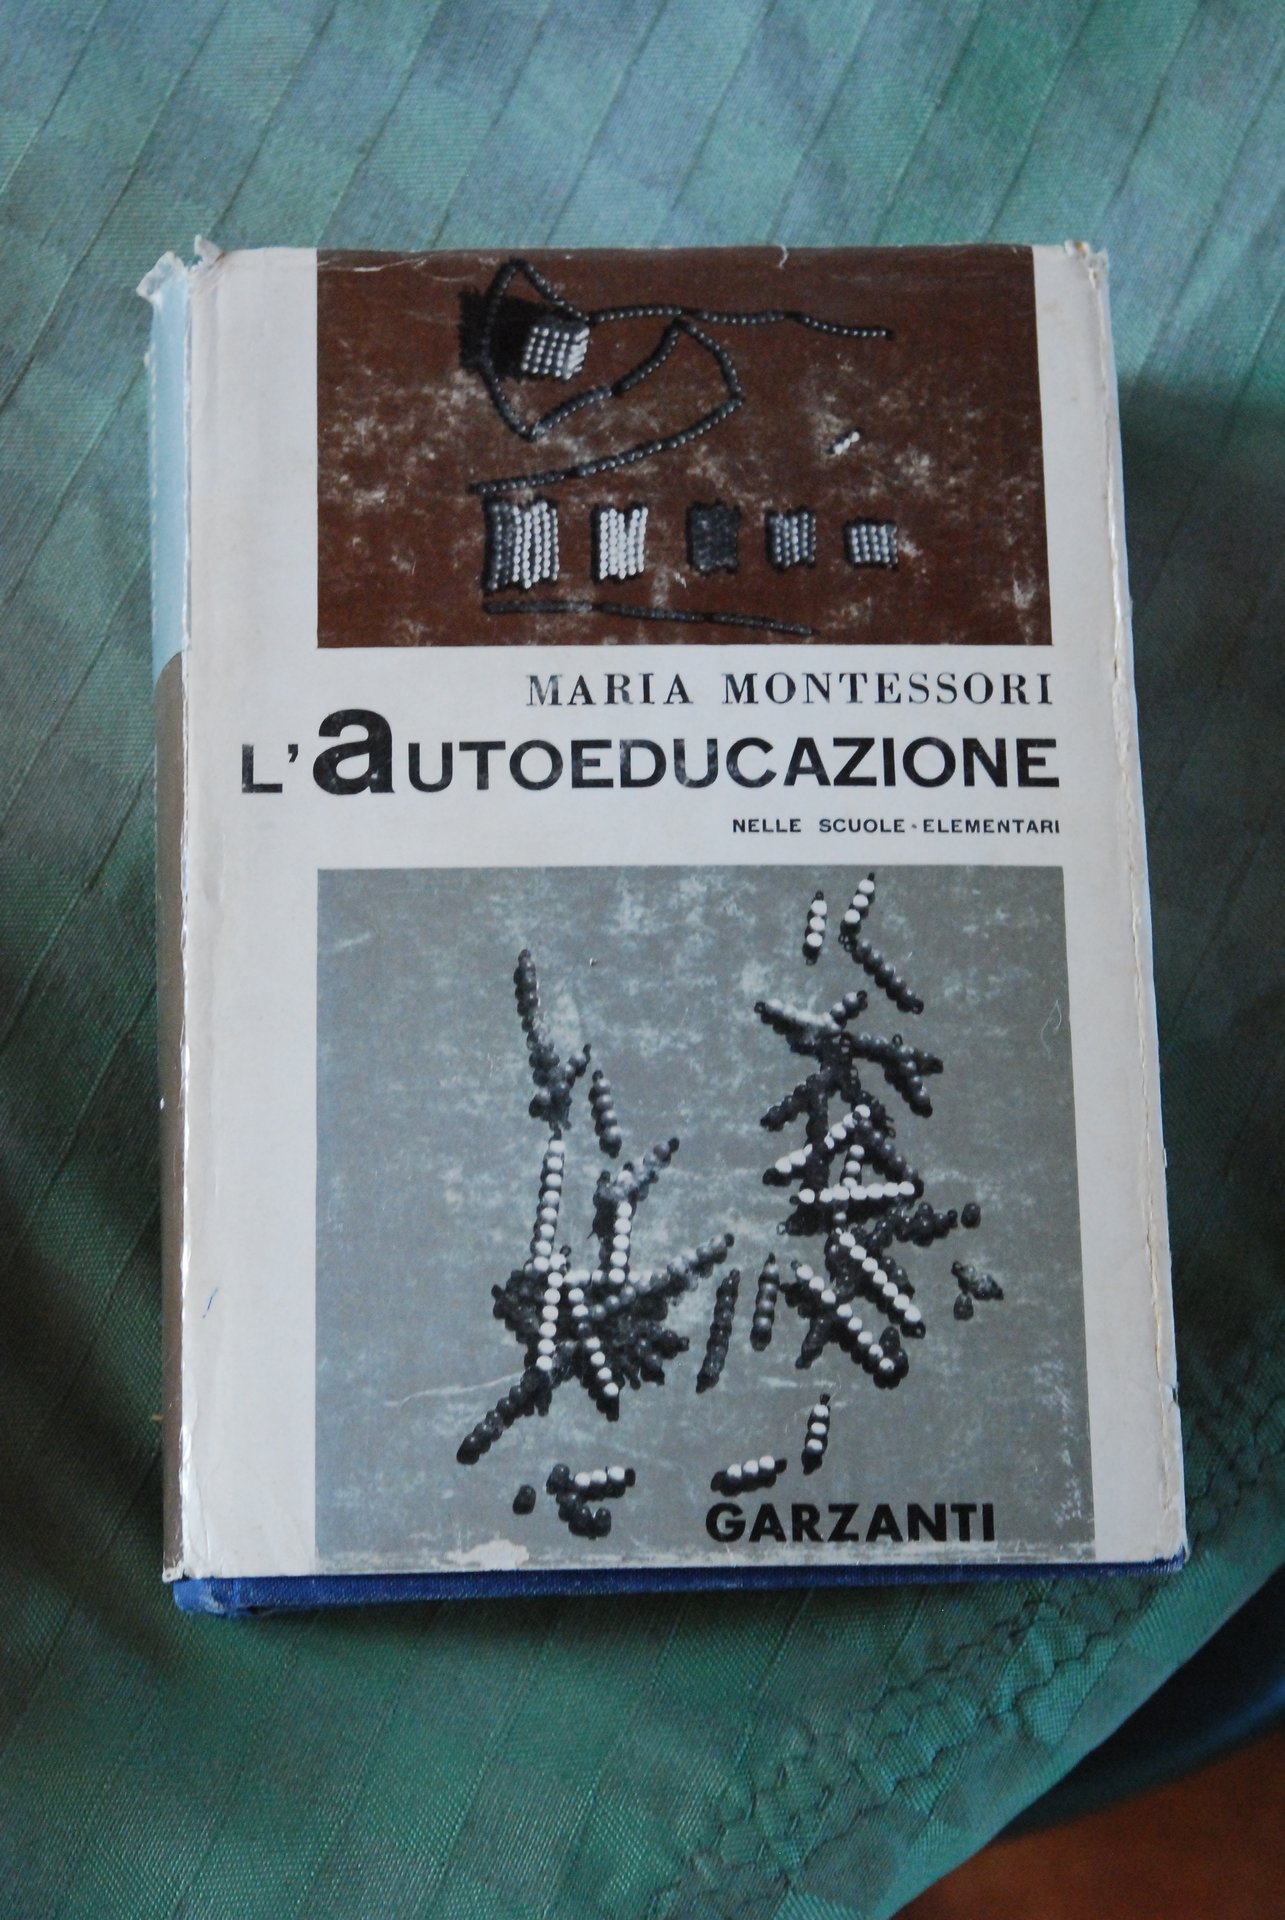 MARIA MONTESSORI
L'aUTOEDUCAZIONE
NELLE SCUOLE-ELEMENTARI
GARZANTI